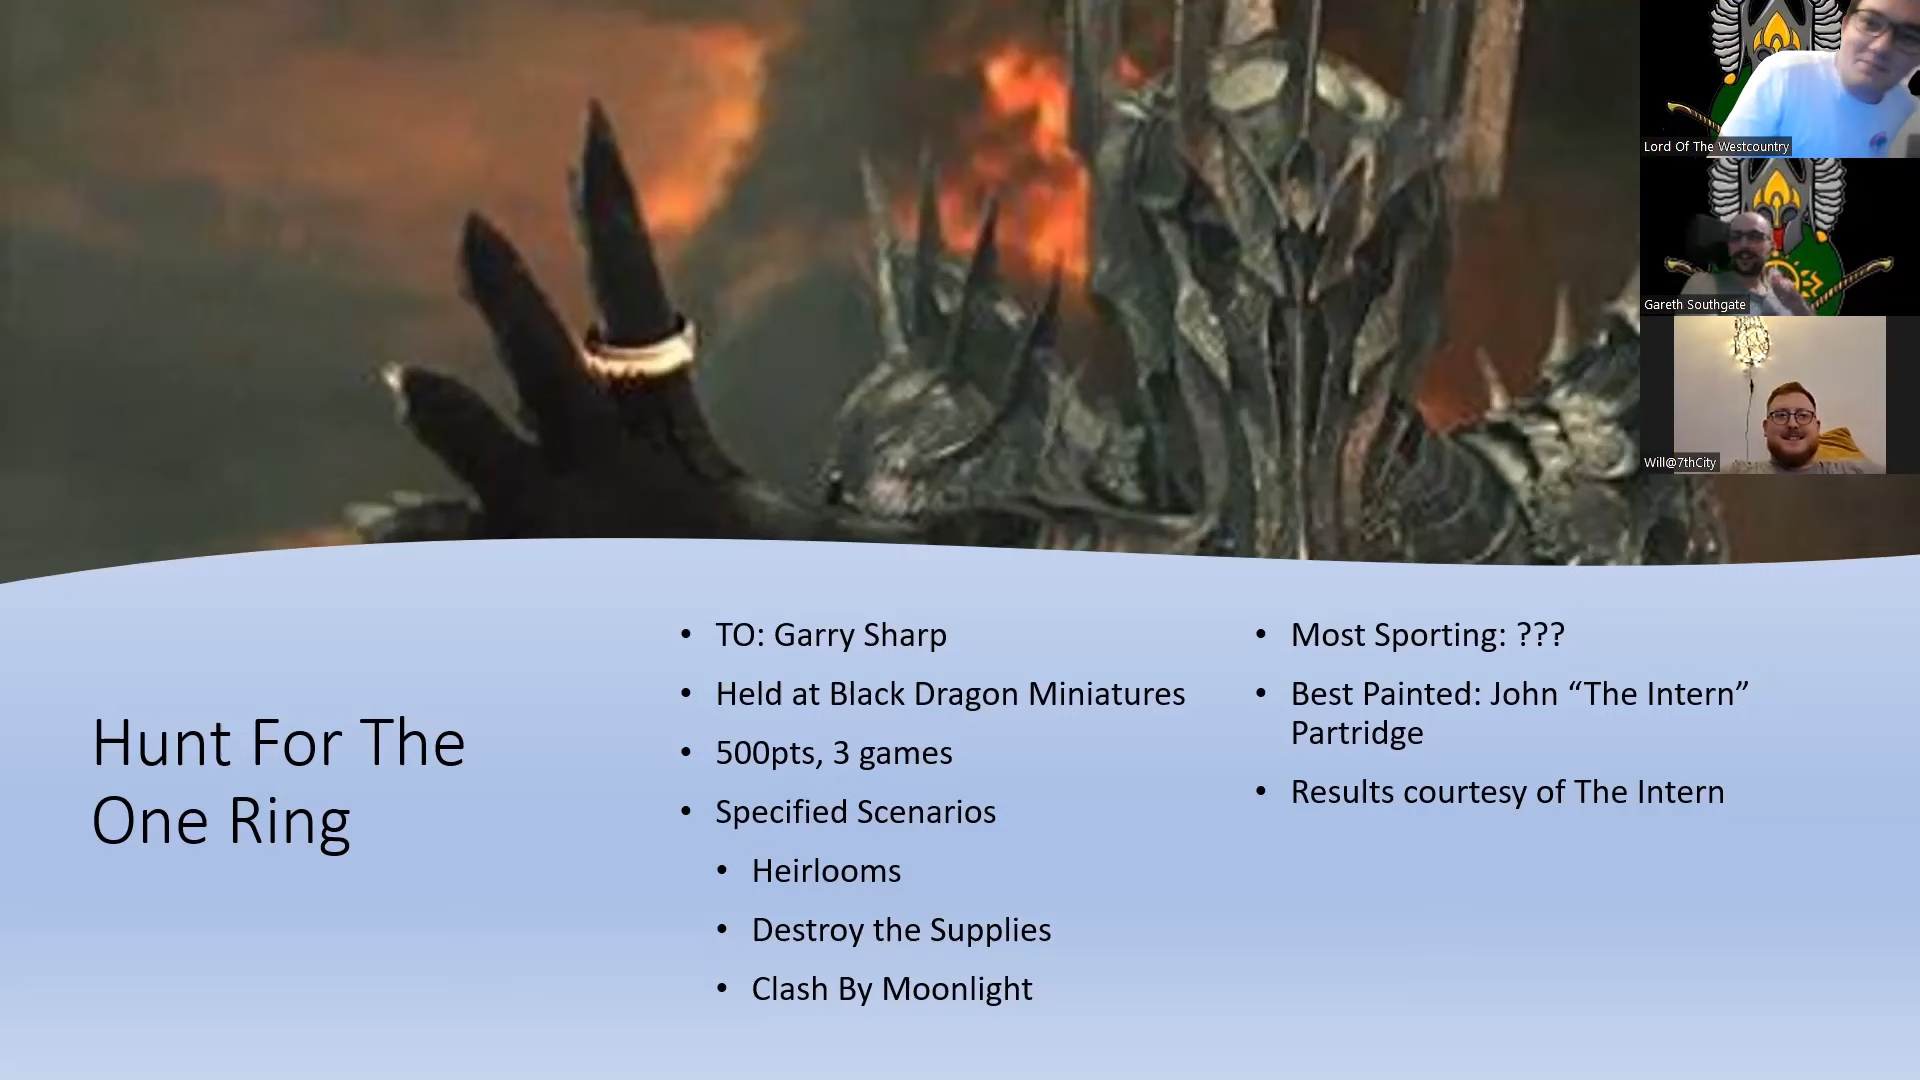 Lord Of The Westcountry
Gareth Southgate
Will@7thCity
Hunt For The
One Ring
• TO: Garry Sharp
• Held at Black Dragon Miniatures
• 500pts, 3 games
• Specified Scenarios
• Heirlooms
• Destroy the Supplies
• Clash By Moonlight
• Most Sporting: ???
• Best Painted: John “The Intern”
Partridge
• Results courtesy of The Intern